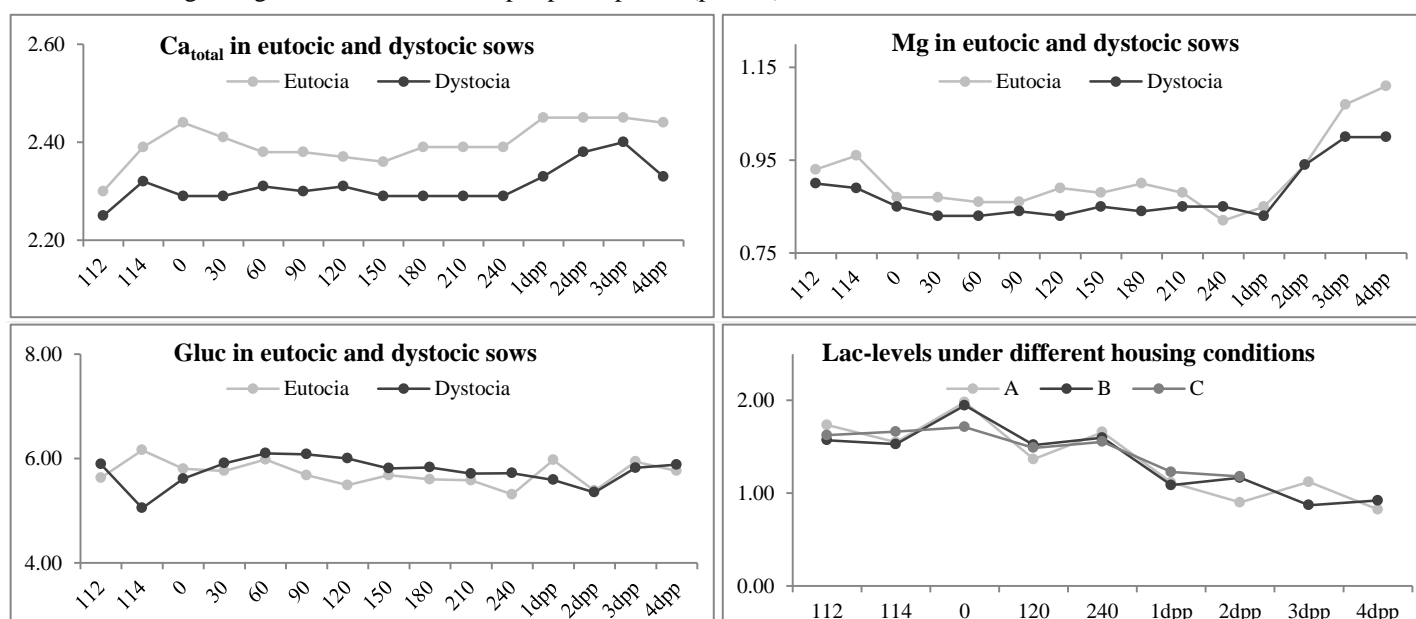 Ca total in eutocic and dystocic sows
Eutocia Dystocia
2.60
2.40
2.20
112 114 0 30 60 90 120 150 180 210 240 1dpp 2dpp 3dpp 4dpp
Mg in eutocic and dystocic sows
Eutocia Dystocia
1.15
0.95
0.75
112 114 0 30 60 90 120 150 180 210 240 1dpp 2dpp 3dpp 4dpp
Gluc in eutocic and dystocic sows
Eutocia Dystocia
8.00
6.00
4.00
112 114 0 30 60 90 120 150 180 210 240 1dpp 2dpp 3dpp 4dpp
Lac-levels under different housing conditions
A B C
2.00
1.00
0.00
112 114 0 120 240 1dpp 2dpp 3dpp 4dpp